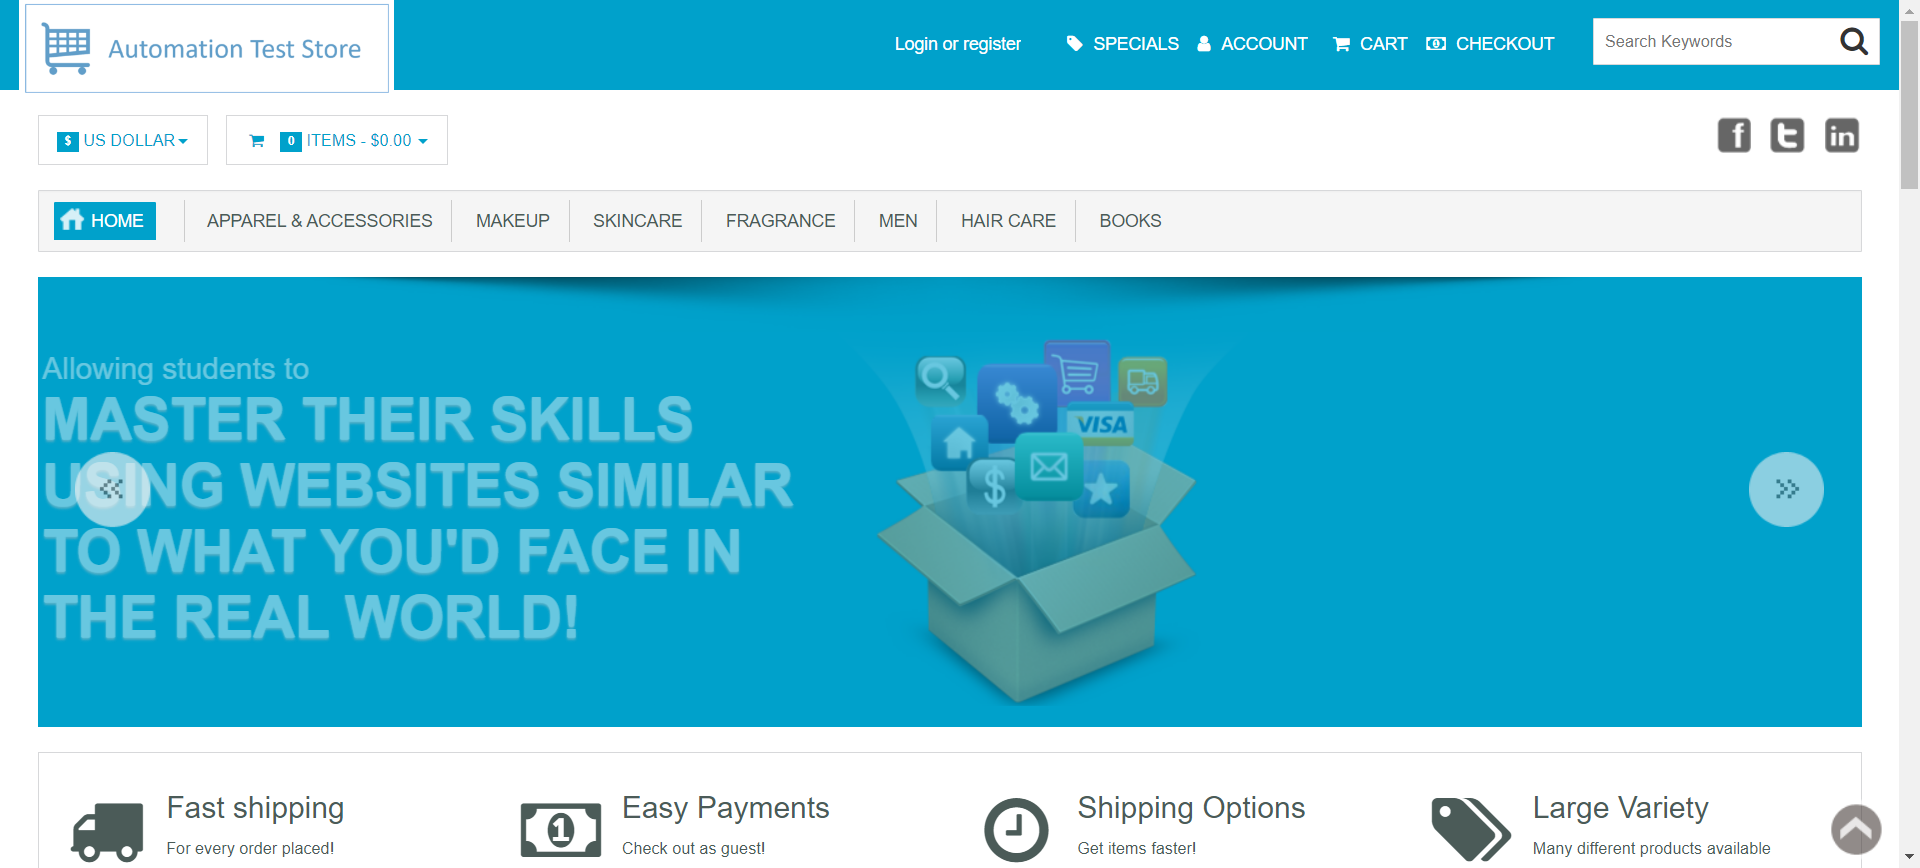 Automation Test Store
Login or register
SPECIALS
ACCOUNT
CART
CHECKOUT
Search Keywords
$ US DOLLAR
0 ITEMS - $0.00
f
t
in
HOME
APPAREL & ACCESSORIES
MAKEUP
SKINCARE
FRAGRANCE
MEN
HAIR CARE
BOOKS
Allowing students to
MASTER THEIR SKILLS
USING WEBSITES SIMILAR
TO WHAT YOU'D FACE IN
THE REAL WORLD!
VISA
$
Fast shipping
For every order placed!
1
Easy Payments
Check out as guest!
Shipping Options
Get items faster!
Large Variety
Many different products available